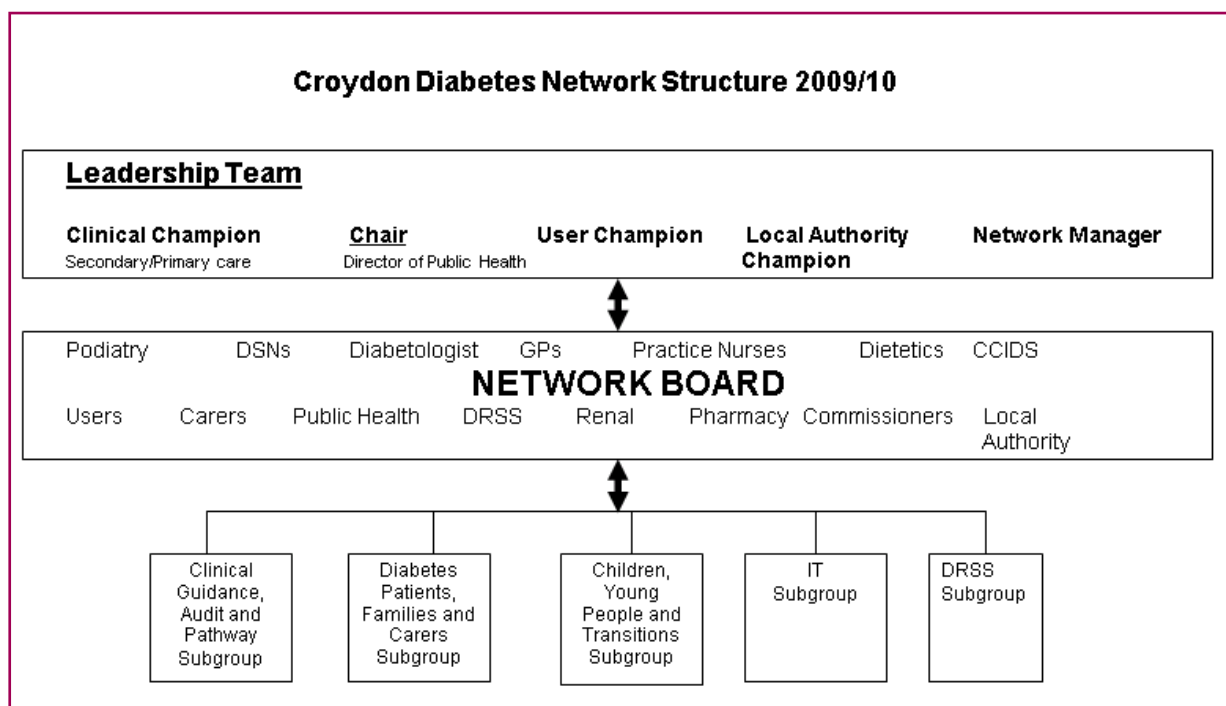 Croydon Diabetes Network Structure 2009/10
Leadership Team
Clinical Champion Chair User Champion Local Authority Network Manager
Secondary/Primary care Director of Public Health Champion
Podiatry DSNs Diabetologist GPs Practice Nurses Dietetics CCIDS
NETWORK BOARD
Users Carers Public Health DRSS Renal Pharmacy Commissioners Local
Authority
Clinical
Guidance,
Audit and
Pathway
Subgroup
Diabetes
Patients,
Families and
Carers
Subgroup
Children,
Young
People and
Transitions
Subgroup
IT
Subgroup
DRSS
Subgroup